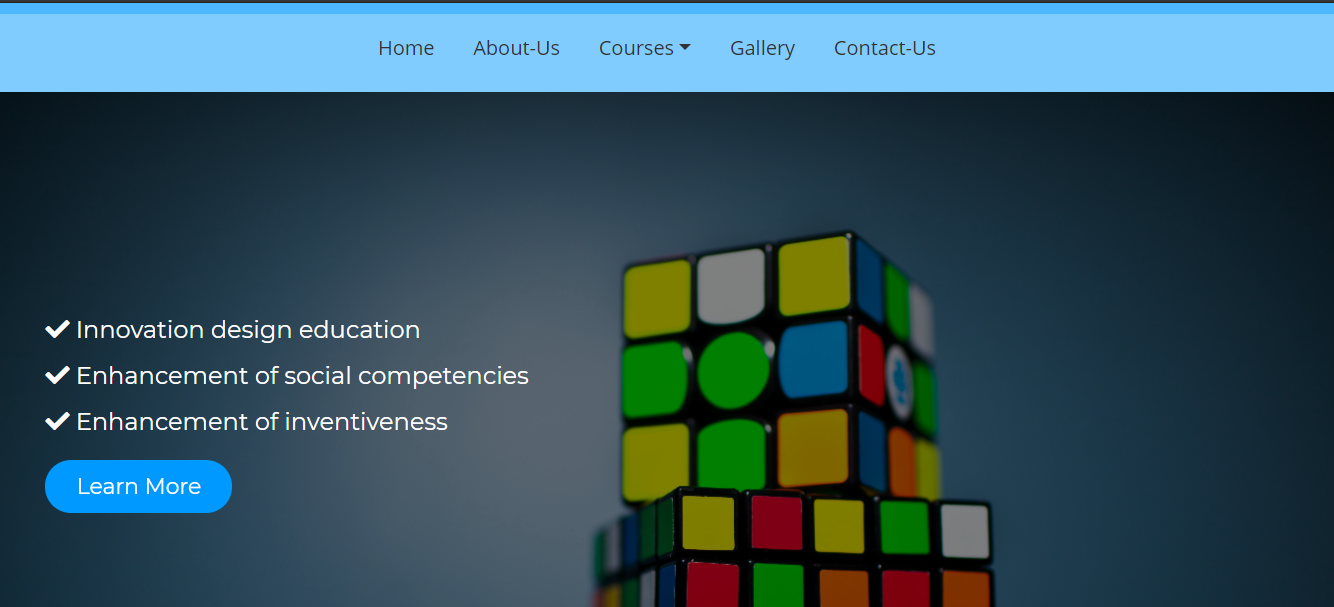 Home About-Us Courses Gallery Contact-Us
Innovation design education
Enhancement of social competencies
Enhancement of inventiveness
Learn More